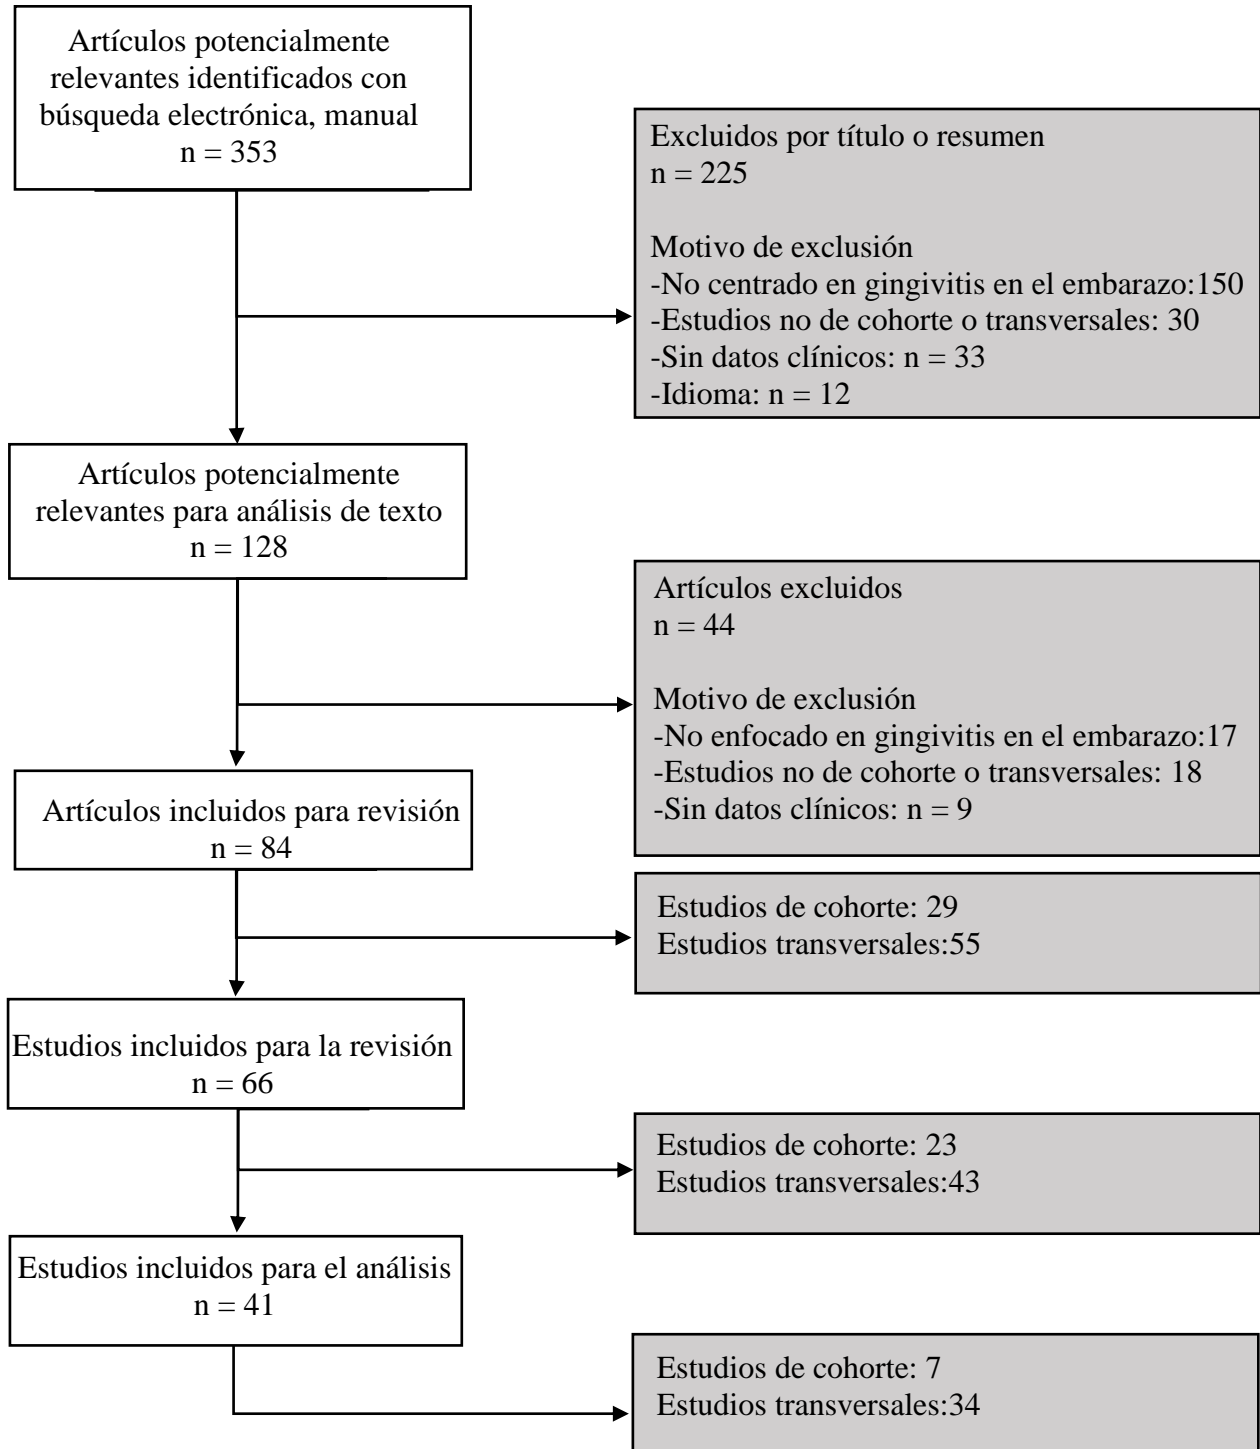 Artículos potencialmente
relevantes identificados con
búsqueda electrónica, manual
n = 353
Excluidos por título o resumen
n = 225
Motivo de exclusión
-No centrado en gingivitis en el embarazo:150
-Estudios no de cohorte o transversales: 30
-Sin datos clínicos: n = 33
-Idioma: n = 12
Artículos potencialmente
relevantes para análisis de texto
n = 128
Artículos excluidos
n = 44
Motivo de exclusión
-No enfocado en gingivitis en el embarazo:17
-Estudios no de cohorte o transversales: 18
-Sin datos clínicos: n = 9
Artículos incluidos para revisión
n = 84
Estudios de cohorte: 29
Estudios transversales:55
Estudios incluidos para la revisión
n = 66
Estudios de cohorte: 23
Estudios transversales:43
Estudios incluidos para el análisis
n = 41
Estudios de cohorte: 7
Estudios transversales:34